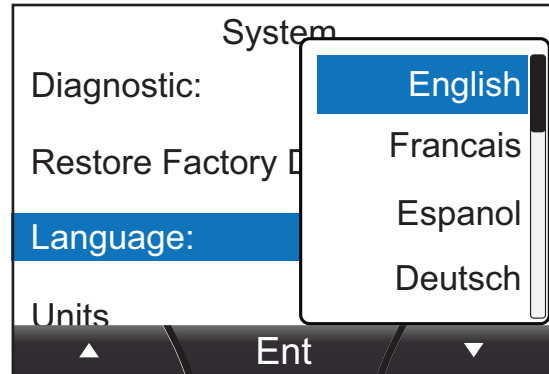 System
Diagnostic:
English
Restore Factory
Francais
Language:
Espanol
Deutsch
Units
▲ Ent ▼